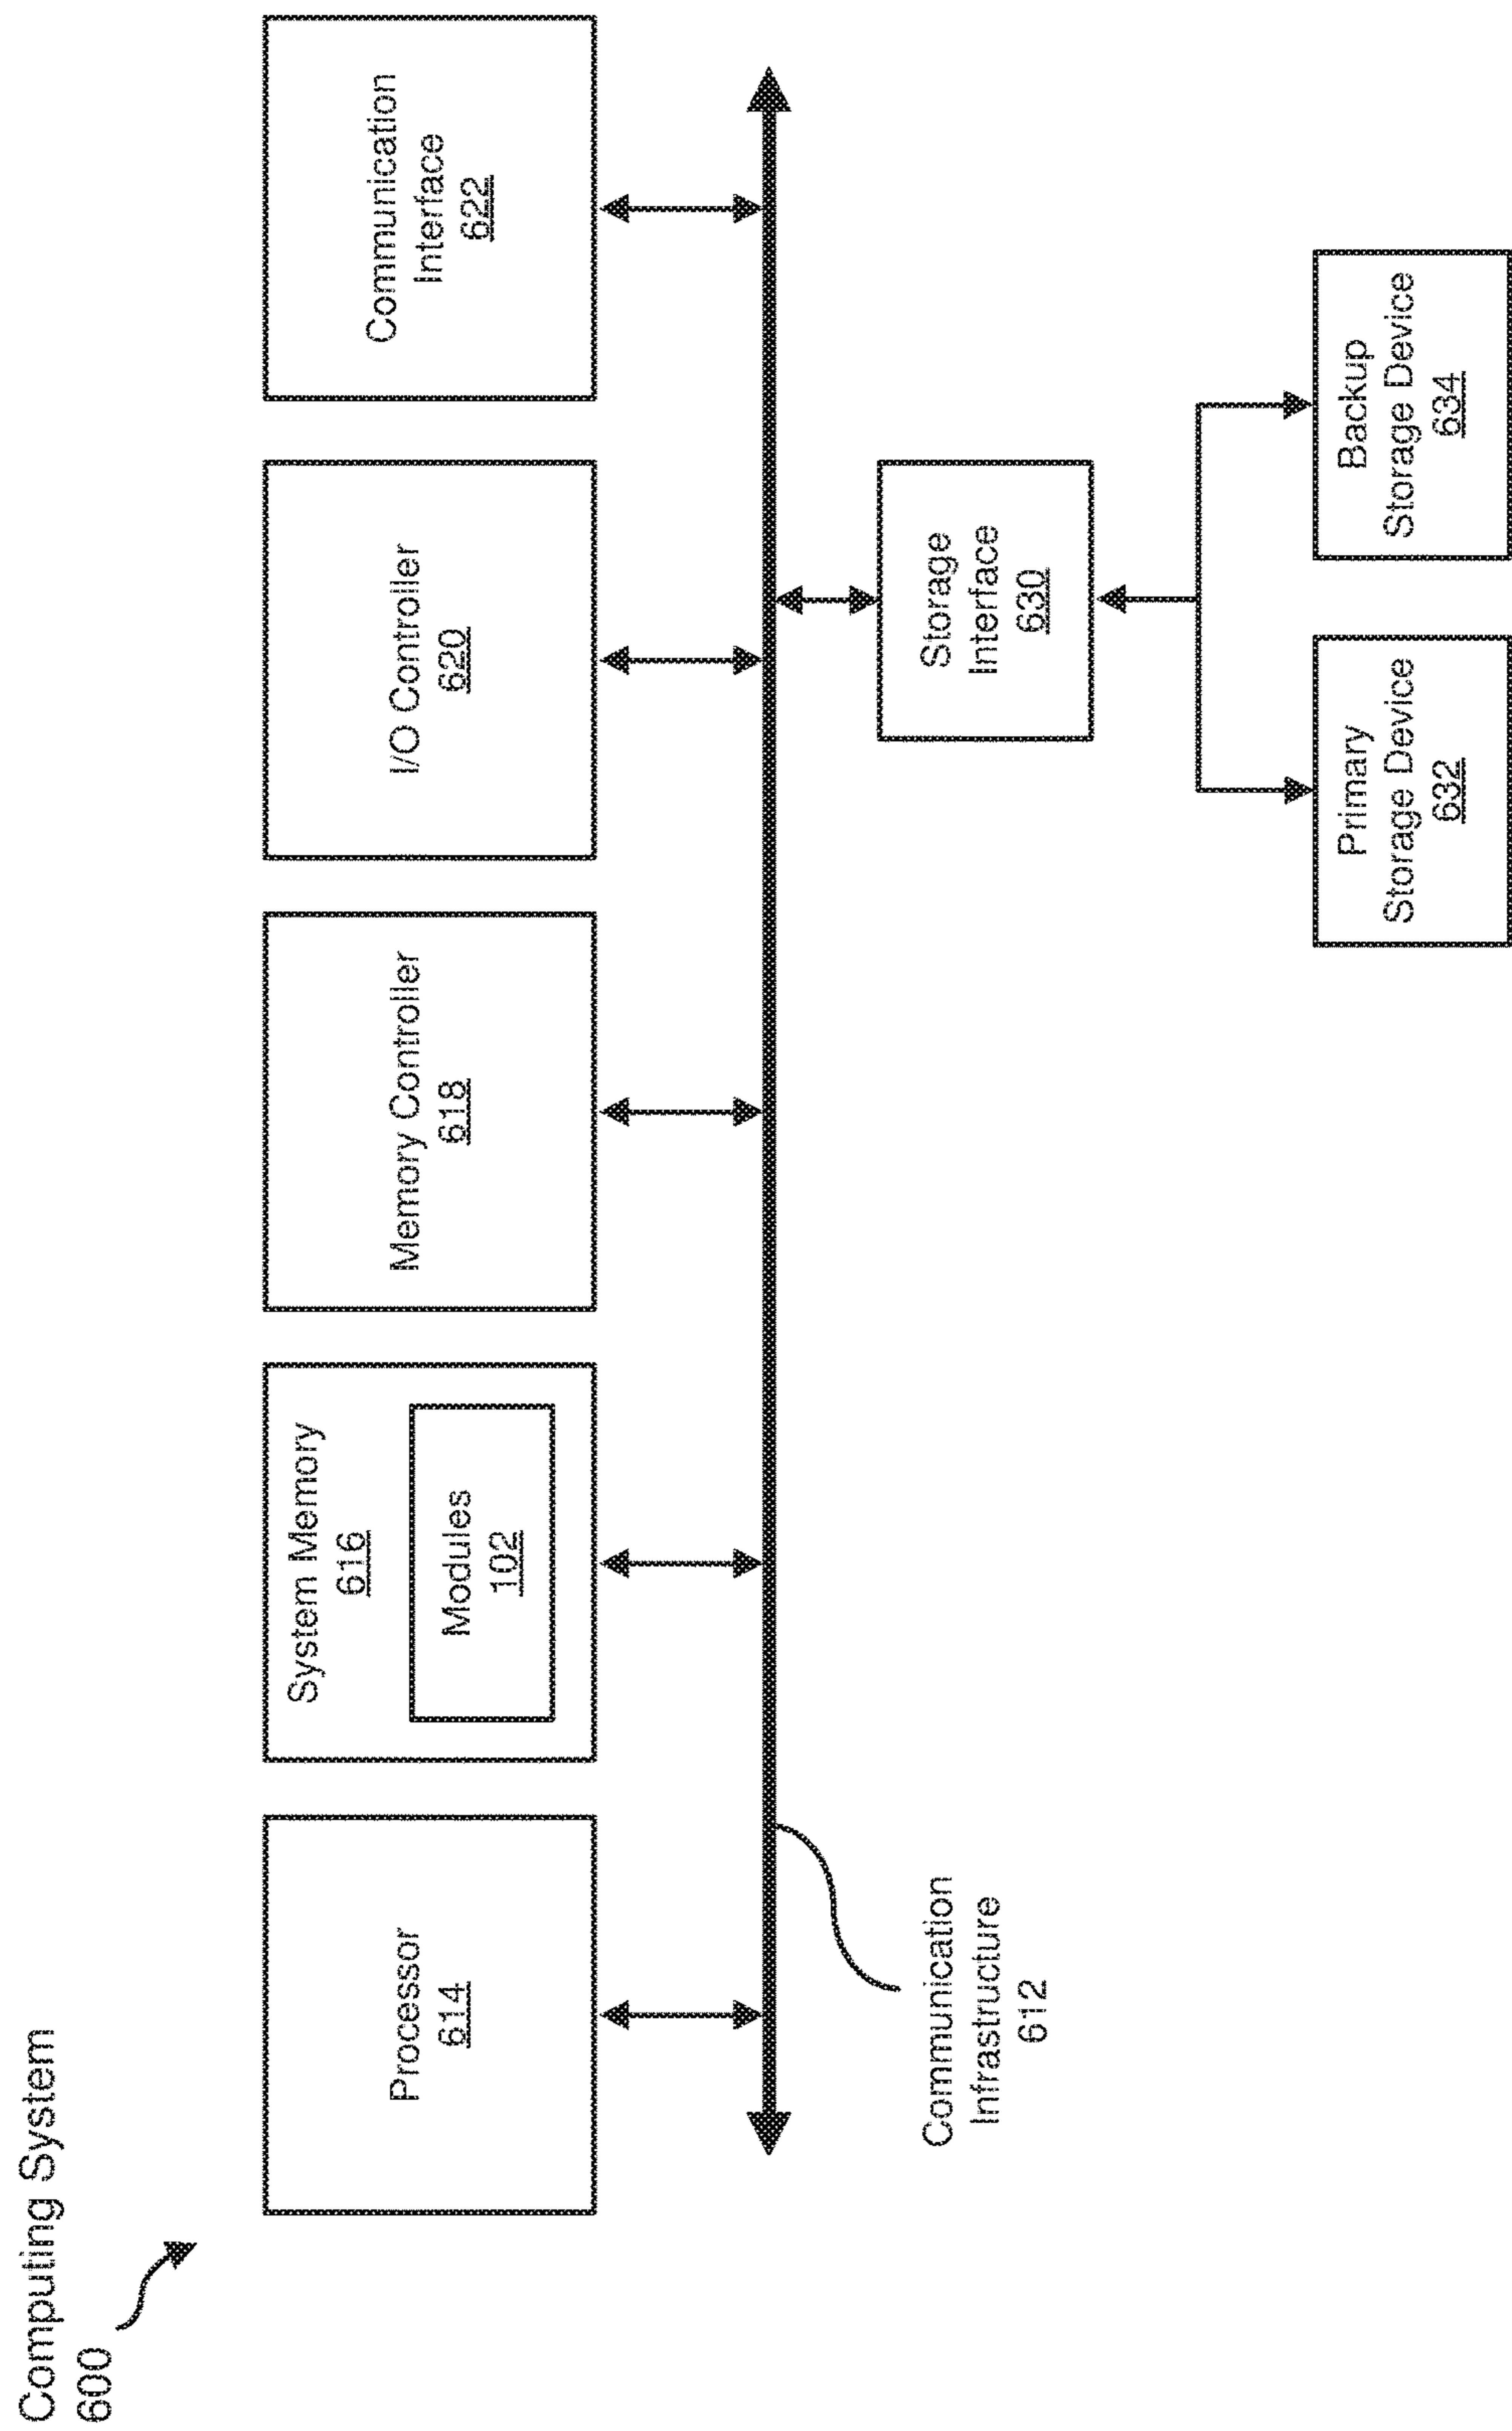 Computing System
600
Processor
614
System Memory
616
Modules
102
Memory Controller
618
I/O Controller
620
Communication
Interface
622
Communication
Infrastructure
612
Storage
Interface
630
Primary
Storage Device
632
Backup
Storage Device
634